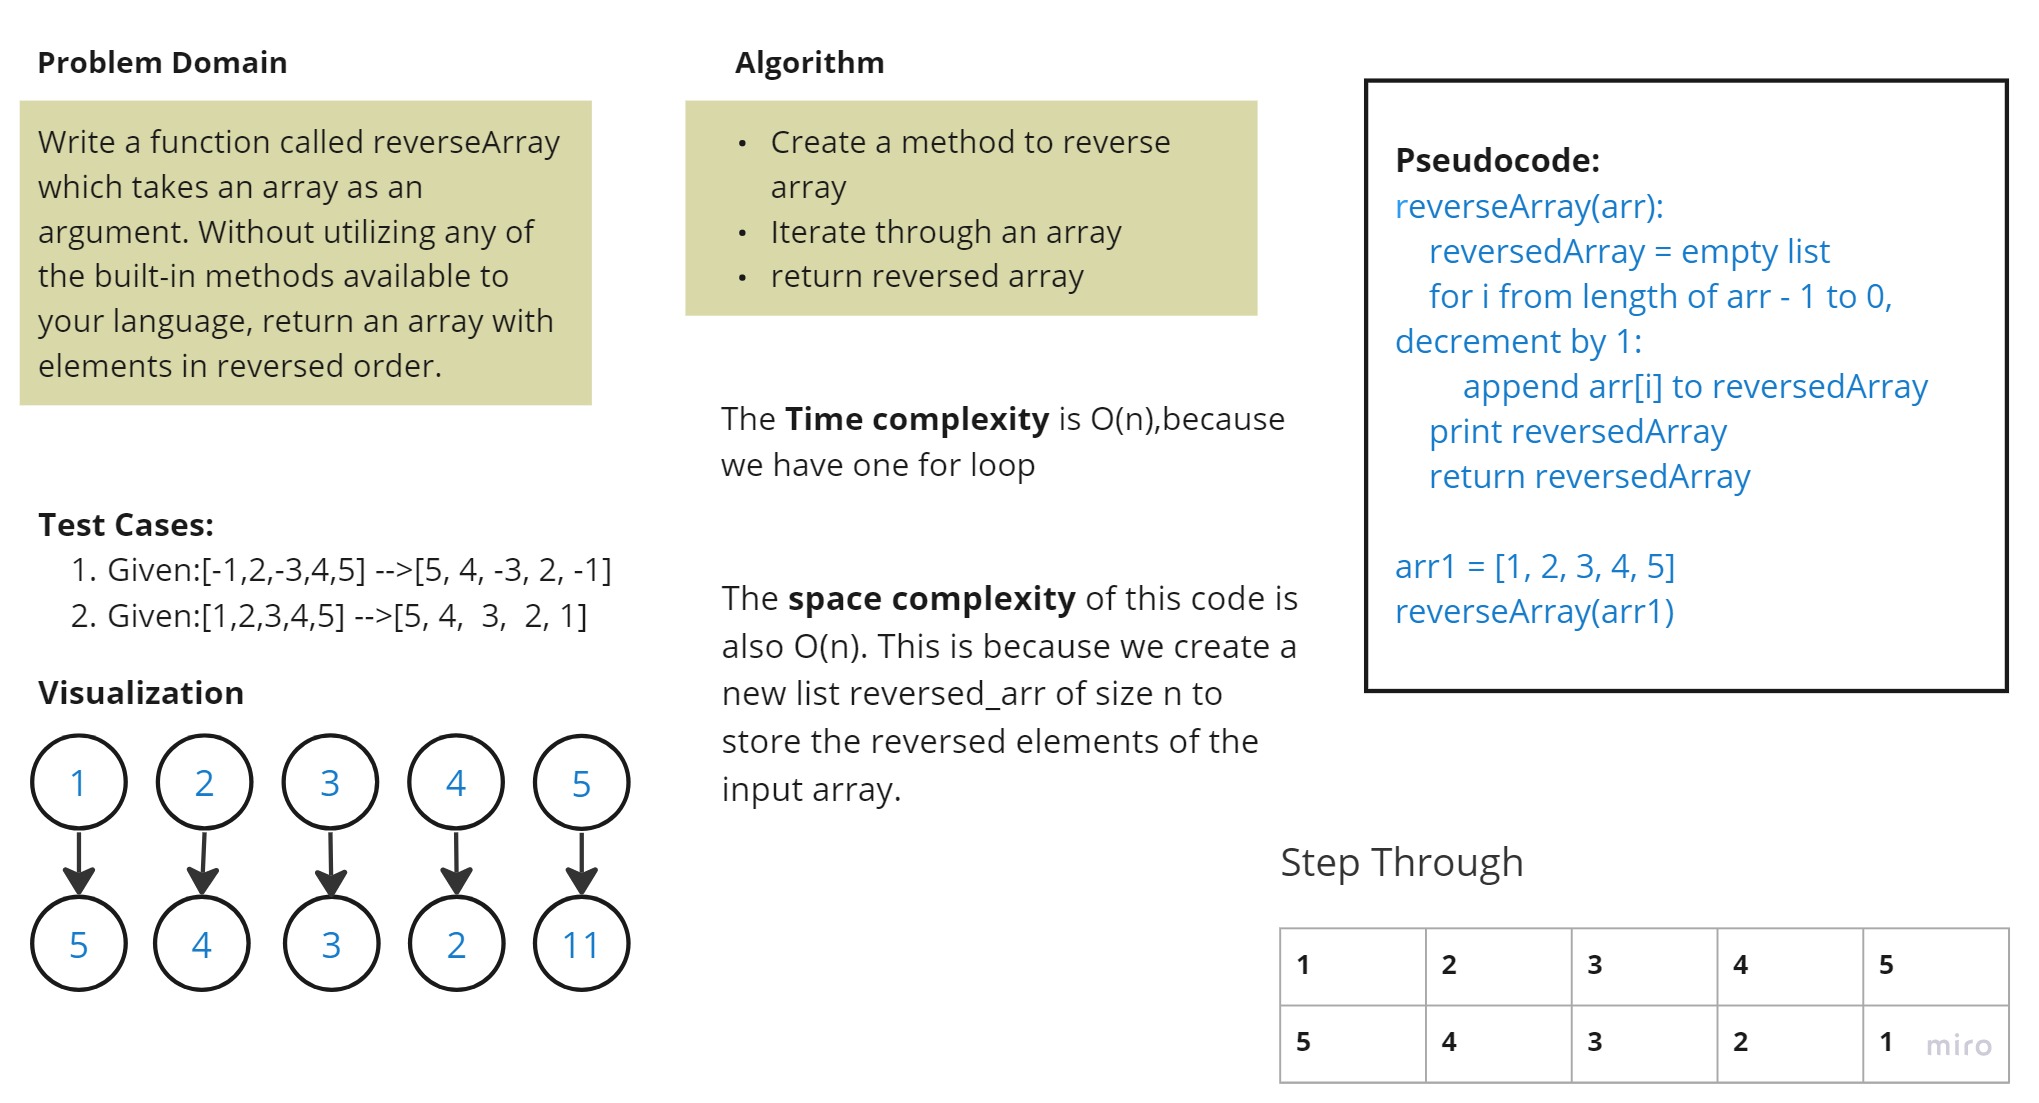 Problem Domain
Write a function called reverseArray
which takes an array as an
argument. Without utilizing any of
the built-in methods available to
your language, return an array with
elements in reversed order.
Test Cases:
1. Given:[-1,2,-3,4,5] -->[5, 4, -3, 2, -1]
2. Given:[1,2,3,4,5] -->[5, 4,  3,  2, 1]
Visualization
1 2 3 4 5
5 4 3 2 11
Algorithm
• Create a method to reverse
array
• Iterate through an array
• return reversed array
The Time complexity is O(n),because
we have one for loop
The space complexity of this code is
also O(n). This is because we create a
new list reversed_arr of size n to
store the reversed elements of the
input array.
Pseudocode:
reverseArray(arr):
reversedArray = empty list
for i from length of arr - 1 to 0,
decrement by 1:
append arr[i] to reversedArray
print reversedArray
return reversedArray
arr1 = [1, 2, 3, 4, 5]
reverseArray(arr1)
Step Through
1 2 3 4 5
5 4 3 2 1
miro